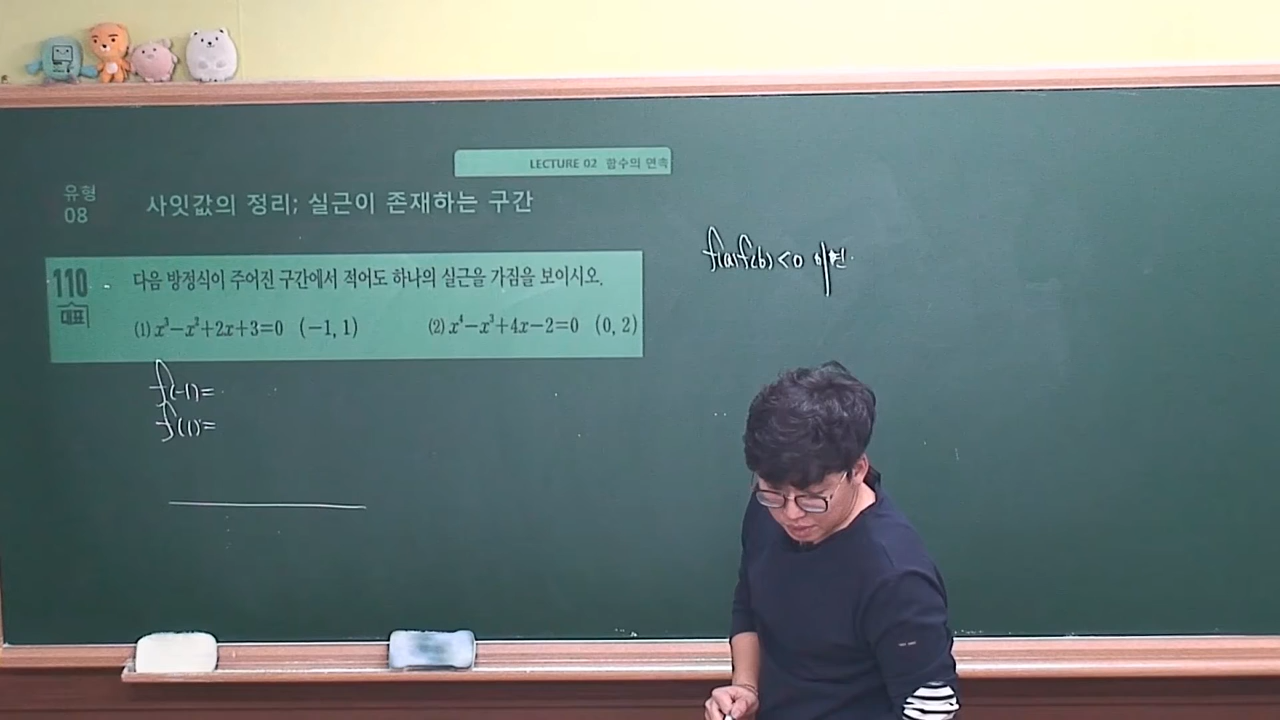 LECTURE 02 함수의 연속
유형
08
사잇값의 정리; 실근이 존재하는 구간
110
대표
다음 방정식이 주어진 구간에서 적어도 하나의 실근을 가짐을 보이시오.
(1) x³−x²+2x+3=0 (−1, 1)
(2) x⁴−x³+4x−2=0 (0, 2)
f(-1)=
f(1)=
f(a)f(b)<0 이면